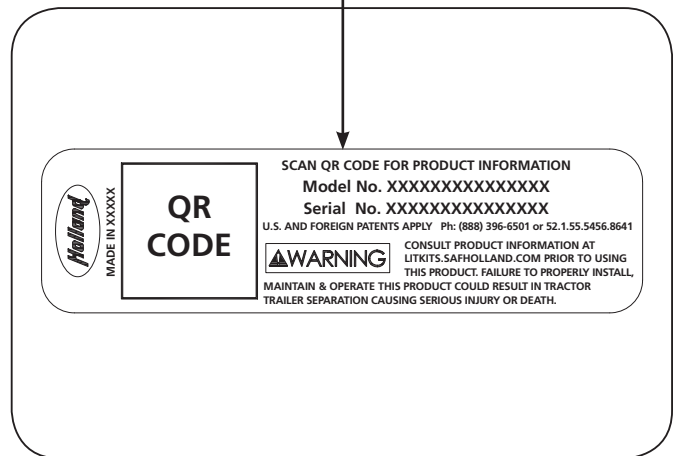 Holland
MADE IN XXXXX
QR
CODE
SCAN QR CODE FOR PRODUCT INFORMATION
Model No. XXXXXXXXXXXXXXX
Serial No. XXXXXXXXXXXXXXX
U.S. AND FOREIGN PATENTS APPLY Ph: (888) 396-6501 or 52.1.55.5456.8641
WARNING
CONSULT PRODUCT INFORMATION AT
LITKITS.SAFHOLLAND.COM PRIOR TO USING
THIS PRODUCT. FAILURE TO PROPERLY INSTALL,
MAINTAIN & OPERATE THIS PRODUCT COULD RESULT IN TRACTOR
TRAILER SEPARATION CAUSING SERIOUS INJURY OR DEATH.